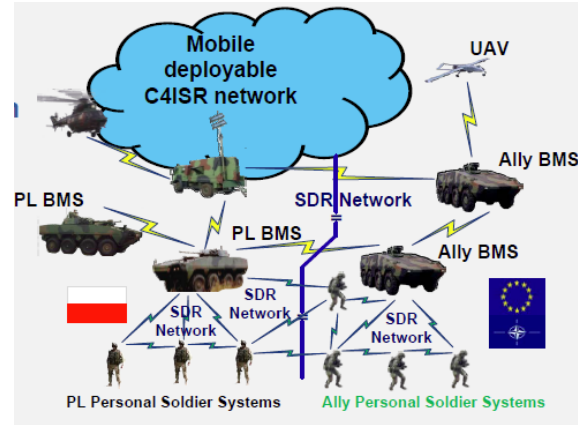 Mobile
deployable
C4ISR network
UAV
Ally BMS
PL BMS
SDR Network
PL BMS
Ally BMS
SDR
Network
SDR
Network
SDR
Network
PL Personal Soldier Systems
Ally Personal Soldier Systems